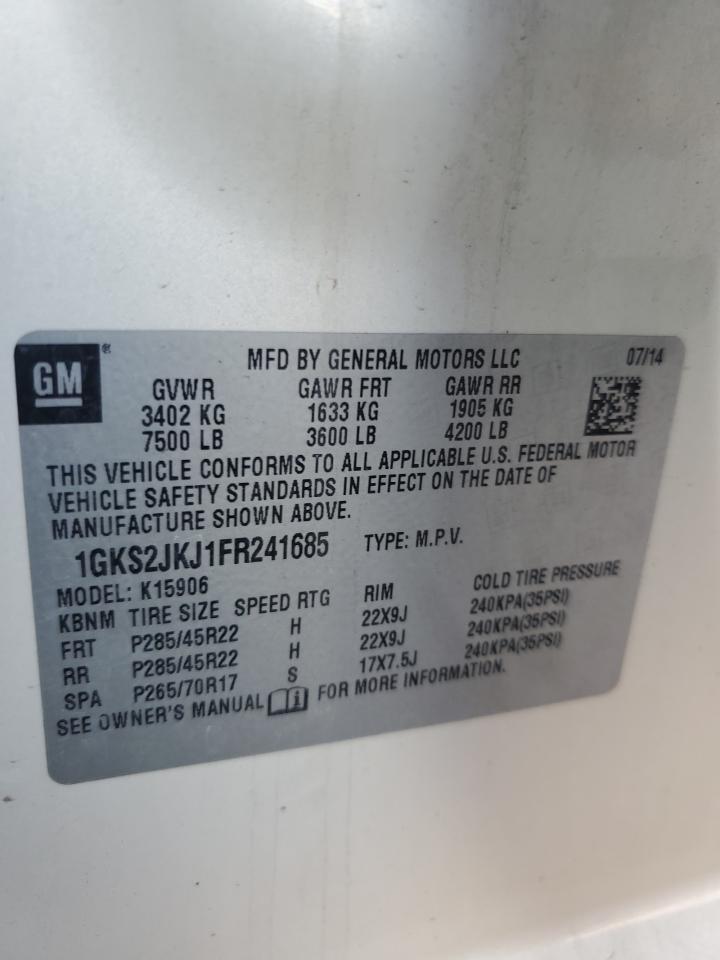 GM ® MFD BY GENERAL MOTORS LLC 07/14
GVWR GAWR FRT GAWR RR
3402 KG 1633 KG 1905 KG
7500 LB 3600 LB 4200 LB
THIS VEHICLE CONFORMS TO ALL APPLICABLE U.S. FEDERAL MOTOR
VEHICLE SAFETY STANDARDS IN EFFECT ON THE DATE OF
MANUFACTURE SHOWN ABOVE.
1GKS2JKJ1FR241685 TYPE: M.P.V.
MODEL: K15906
KBNM TIRE SIZE SPEED RTG RIM COLD TIRE PRESSURE
FRT P285/45R22 H 22X9J 240KPA(35PSI)
RR P285/45R22 H 22X9J 240KPA(35PSI)
SPA P265/70R17 S 17X7.5J 240KPA(35PSI)
SEE OWNER'S MANUAL FOR MORE INFORMATION.